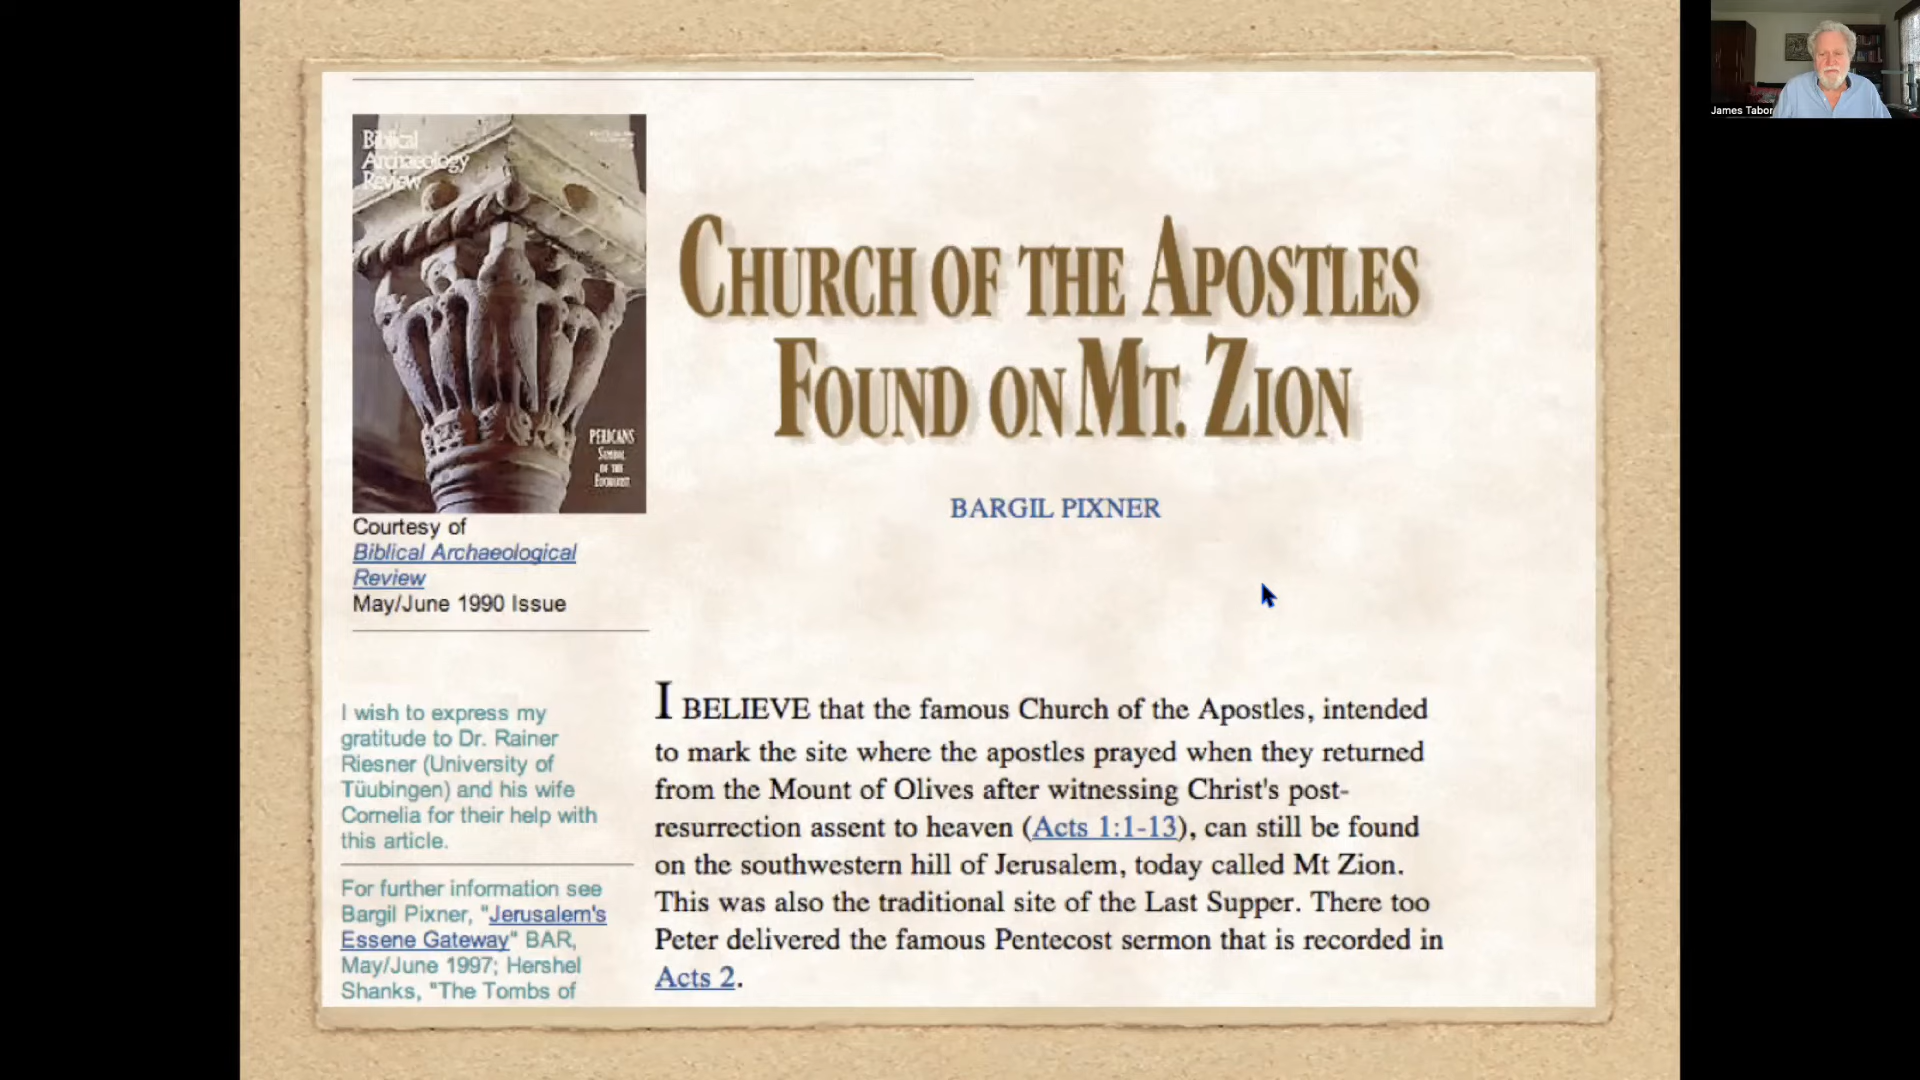 Biblical
Archaeology
Review
PELICANS
SYMBOL
OF THE
EUCHARIST
Courtesy of
Biblical Archaeological
Review
May/June 1990 Issue
I wish to express my
gratitude to Dr. Rainer
Riesner (University of
Tüubingen) and his wife
Cornelia for their help with
this article.
For further information see
Bargil Pixner, "Jerusalem's
Essene Gateway" BAR,
May/June 1997; Hershel
Shanks, "The Tombs of
CHURCH OF THE APOSTLES
FOUND ON MT. ZION
BARGIL PIXNER
I BELIEVE that the famous Church of the Apostles, intended
to mark the site where the apostles prayed when they returned
from the Mount of Olives after witnessing Christ's post-
resurrection assent to heaven (Acts 1:1-13), can still be found
on the southwestern hill of Jerusalem, today called Mt Zion.
This was also the traditional site of the Last Supper. There too
Peter delivered the famous Pentecost sermon that is recorded in
Acts 2.
James Tabor